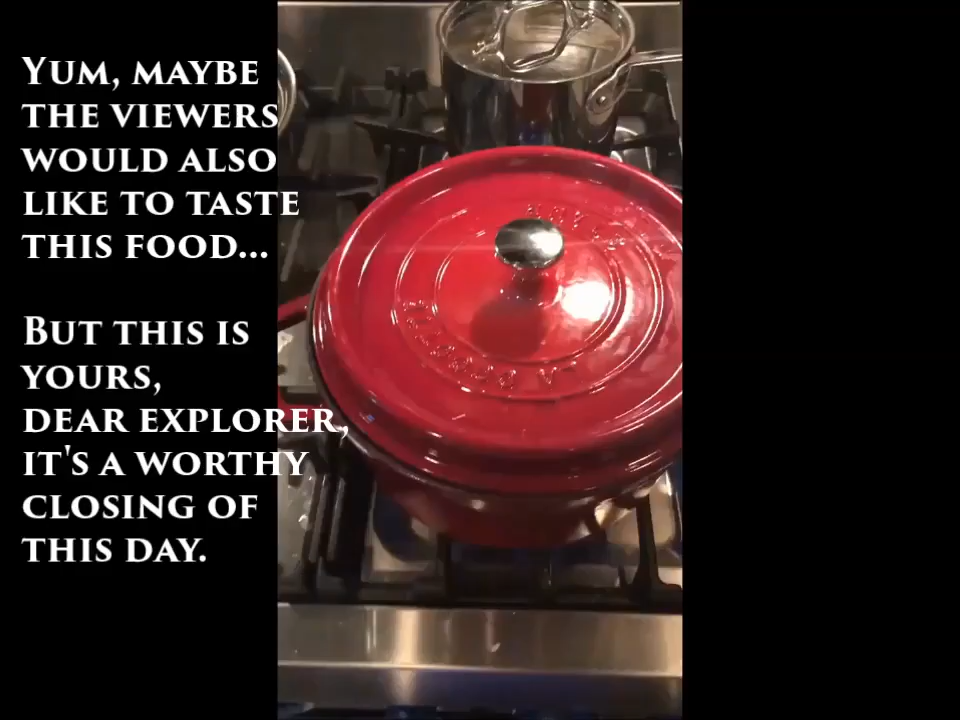 Yum, maybe
the viewers
would also
like to taste
this food...
But this is
yours,
dear explorer,
it's a worthy
closing of
this day.